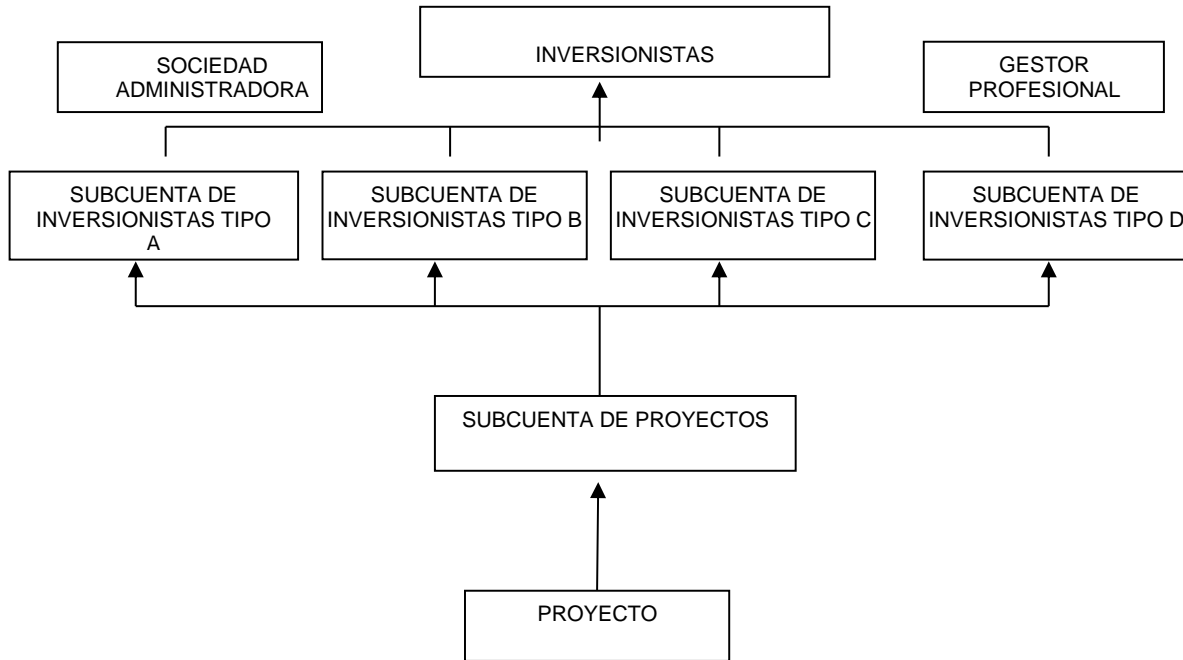 SOCIEDAD
ADMINISTRADORA
INVERSIONISTAS
GESTOR
PROFESIONAL
SUBCUENTA DE
INVERSIONISTAS TIPO
A
SUBCUENTA DE
INVERSIONISTAS TIPO B
SUBCUENTA DE
INVERSIONISTAS TIPO C
SUBCUENTA DE
INVERSIONISTAS TIPO D
SUBCUENTA DE PROYECTOS
PROYECTO